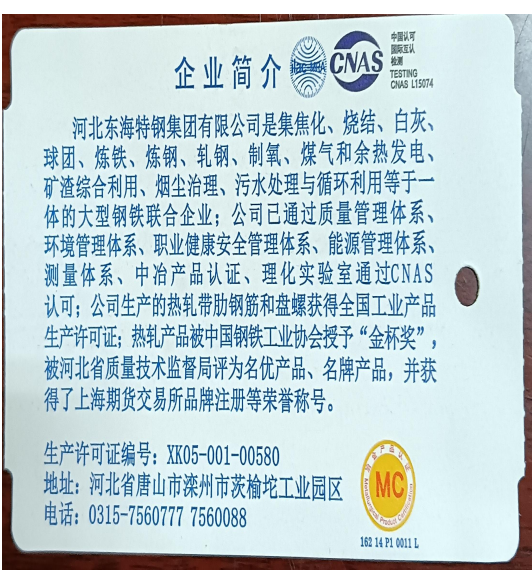 企业简介
ilac-MRA
CNAS
中国认可
国际互认
检测
TESTING
CNAS L15074
河北东海特钢集团有限公司是集焦化、烧结、白灰、
球团、炼铁、炼钢、轧钢、制氧、煤气和余热发电、
矿渣综合利用、烟尘治理、污水处理与循环利用等于一
体的大型钢铁联合企业；公司已通过质量管理体系、
环境管理体系、职业健康安全管理体系、能源管理体系、
测量体系、中冶产品认证、理化实验室通过CNAS
认可；公司生产的热轧带肋钢筋和盘螺获得全国工业产品
生产许可证；热轧产品被中国钢铁工业协会授予“金杯奖”，
被河北省质量技术监督局评为名优产品、名牌产品，并获
得了上海期货交易所品牌注册等荣誉称号。
生产许可证编号：XK05-001-00580
地址：河北省唐山市滦州市茨榆坨工业园区
电话：0315-7560777 7560088
冶金产品认证
MC
Metallurgical Product Certification
162 14 P1 0011 L